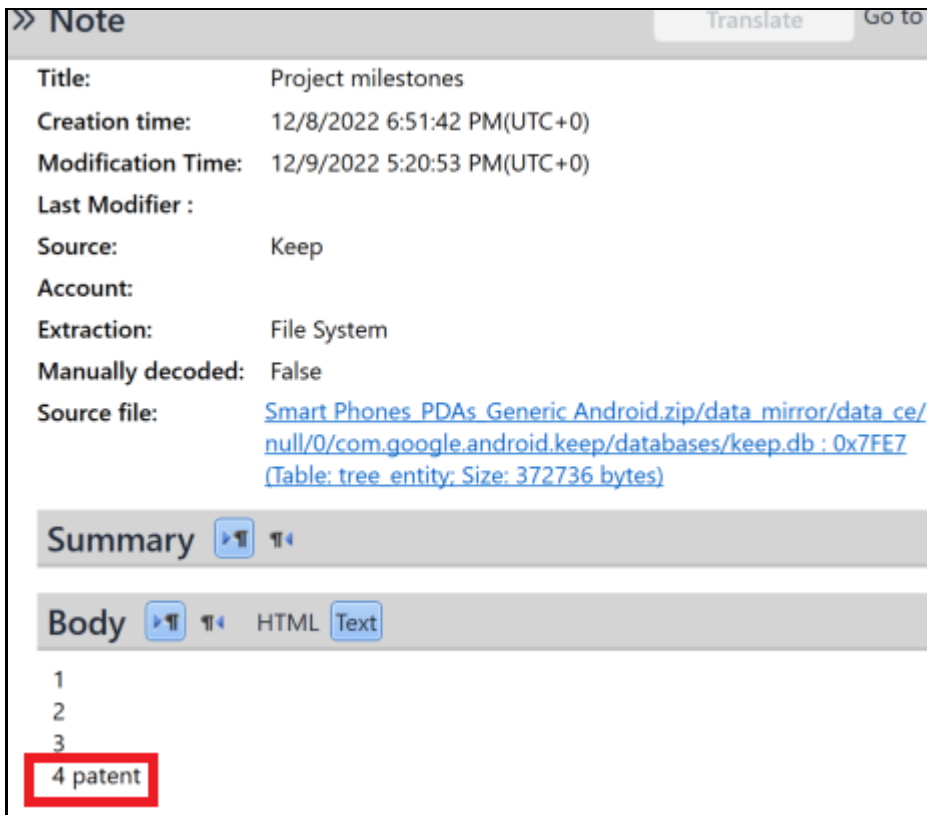 » Note
Translate
Go to
Title: Project milestones
Creation time: 12/8/2022 6:51:42 PM(UTC+0)
Modification Time: 12/9/2022 5:20:53 PM(UTC+0)
Last Modifier :
Source: Keep
Account:
Extraction: File System
Manually decoded: False
Source file: Smart Phones_PDAs_Generic Android.zip/data_mirror/data_ce/
null/0/com.google.android.keep/databases/keep.db : 0x7FE7
(Table: tree_entity; Size: 372736 bytes)
Summary
Body HTML Text
1
2
3
4 patent